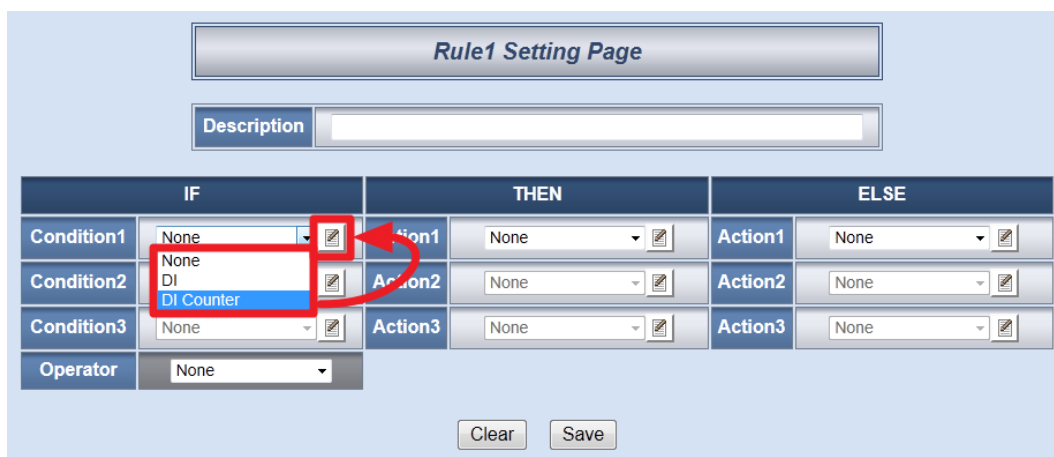 Rule1 Setting Page
Description
IF THEN ELSE
Condition1 None Action1 None Action1 None
None
DI
DI Counter
Condition2 Action2 None Action2 None
Condition3 None Action3 None Action3 None
Operator None
Clear Save